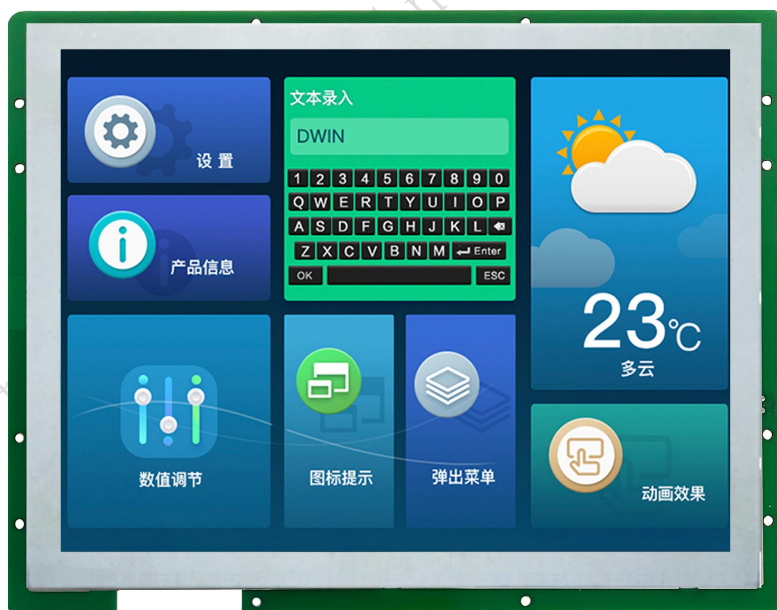 设 置
产品信息
数值调节
文本录入
DWIN
1 2 3 4 5 6 7 8 9 0
Q W E R T Y U I O P
A S D F G H J K L
Z X C V B N M Enter
OK ESC
图标提示
弹出菜单
23℃
多云
动画效果